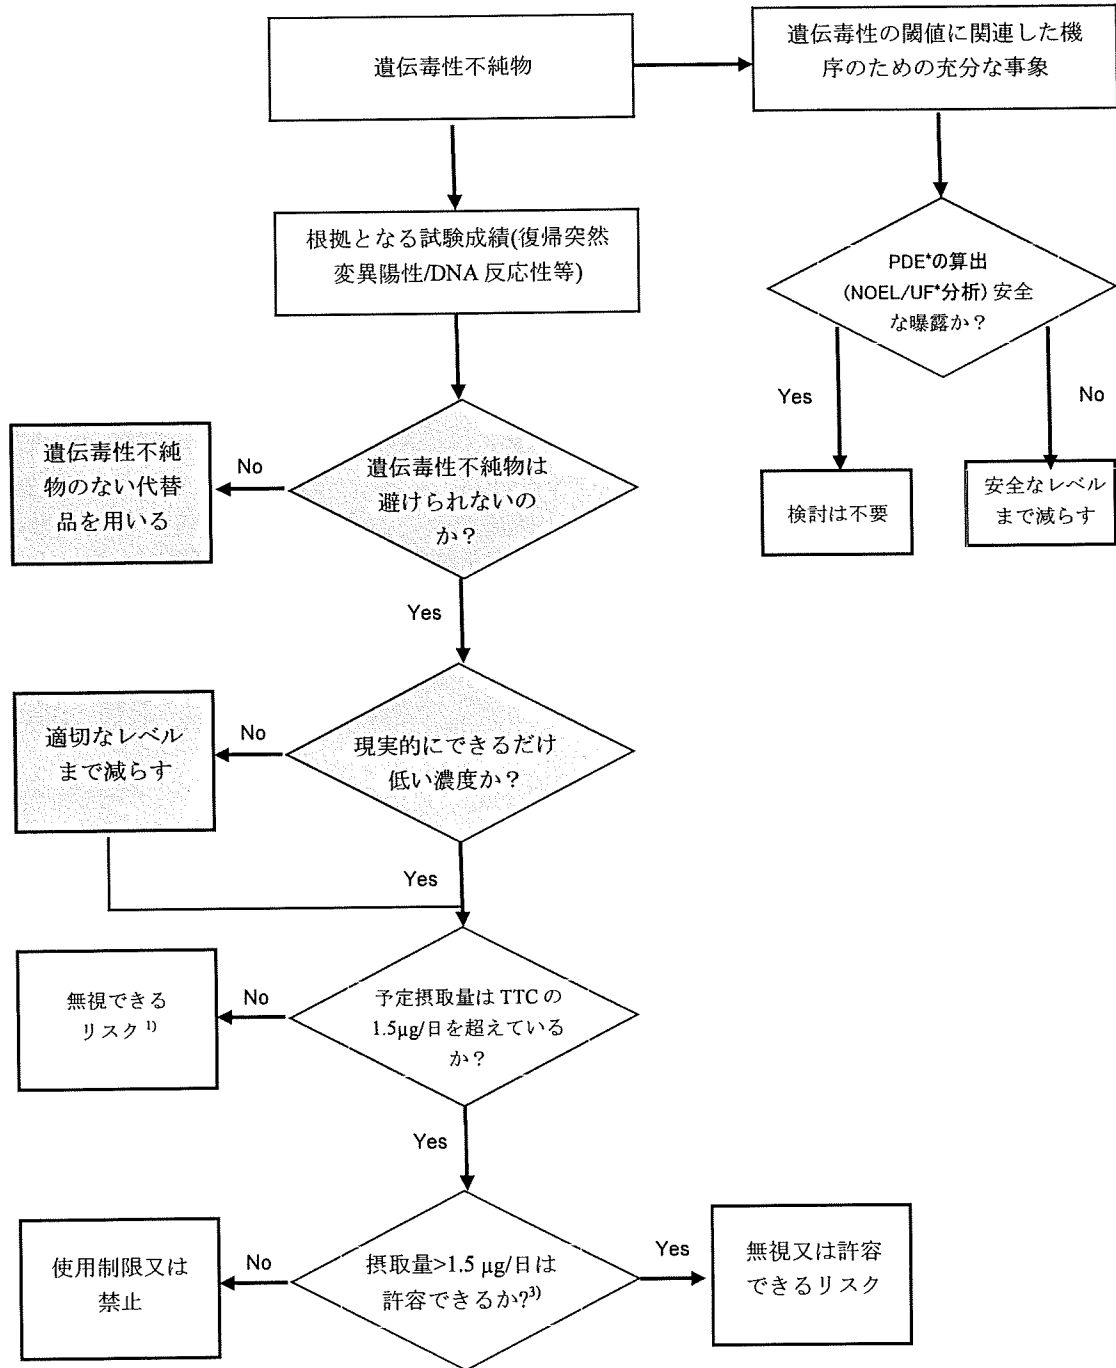 遺伝毒性不純物
遺伝毒性の閾値に関連した機
序のための充分な事象
根拠となる試験成績(復帰突然
変異陽性/DNA 反応性等)
PDE*の算出
(NOEL/UF*分析) 安全
な曝露か？
Yes
No
検討は不要
安全なレベル
まで減らす
遺伝毒性不純物は
避けられないの
か？
No
遺伝毒性不純
物のない代替
品を用いる
Yes
現実的にできるだけ
低い濃度か？
No
適切なレベル
まで減らす
Yes
予定摂取量は TTC の
1.5μg/日を超えている
か？
No
無視できる
リスク 1)
Yes
摂取量>1.5 μg/日は
許容できるか?3)
No
使用制限又は
禁止
Yes
無視又は許容
できるリスク